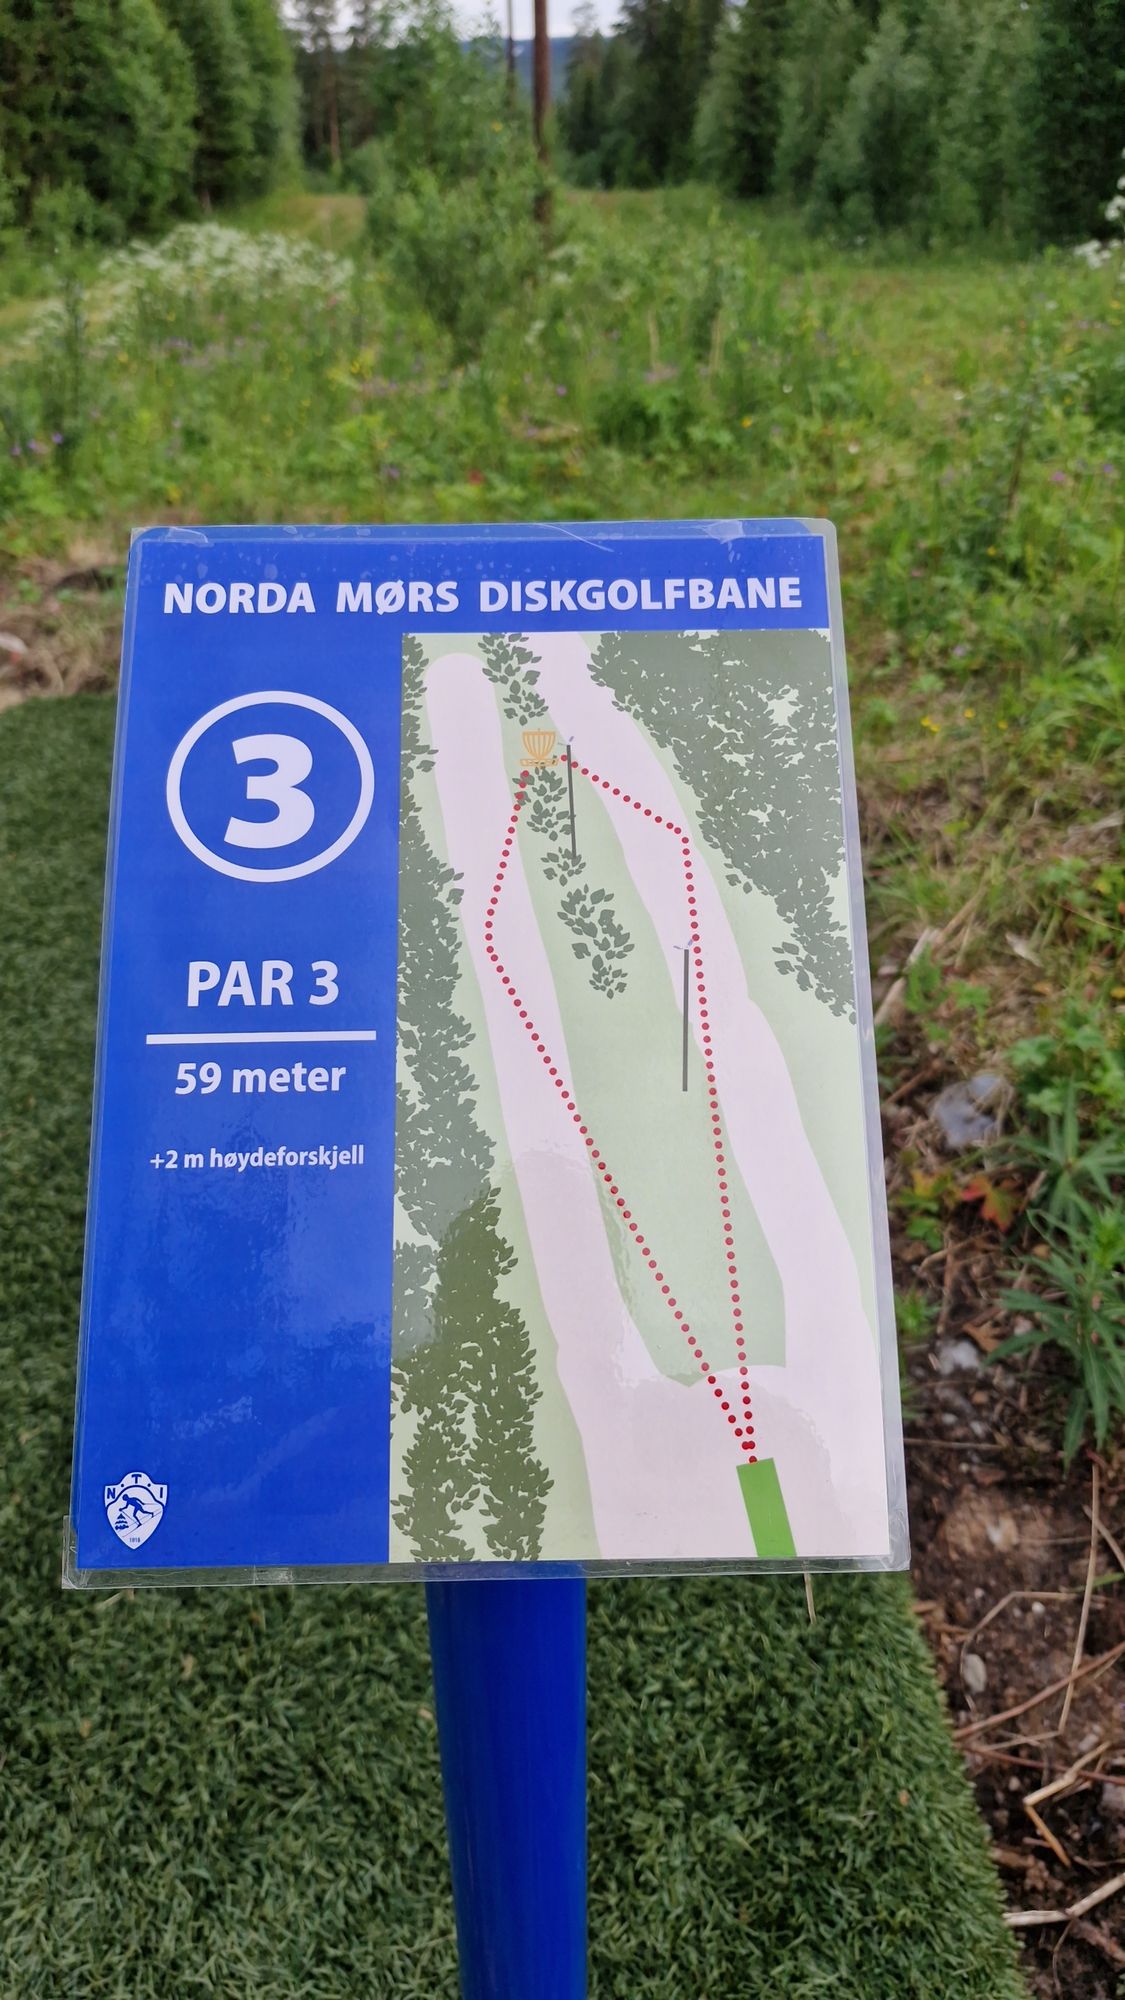 NORDA MØRS DISKGOLFBANE
3
PAR 3
59 meter
+2 m høydeforskjell
N.T.I